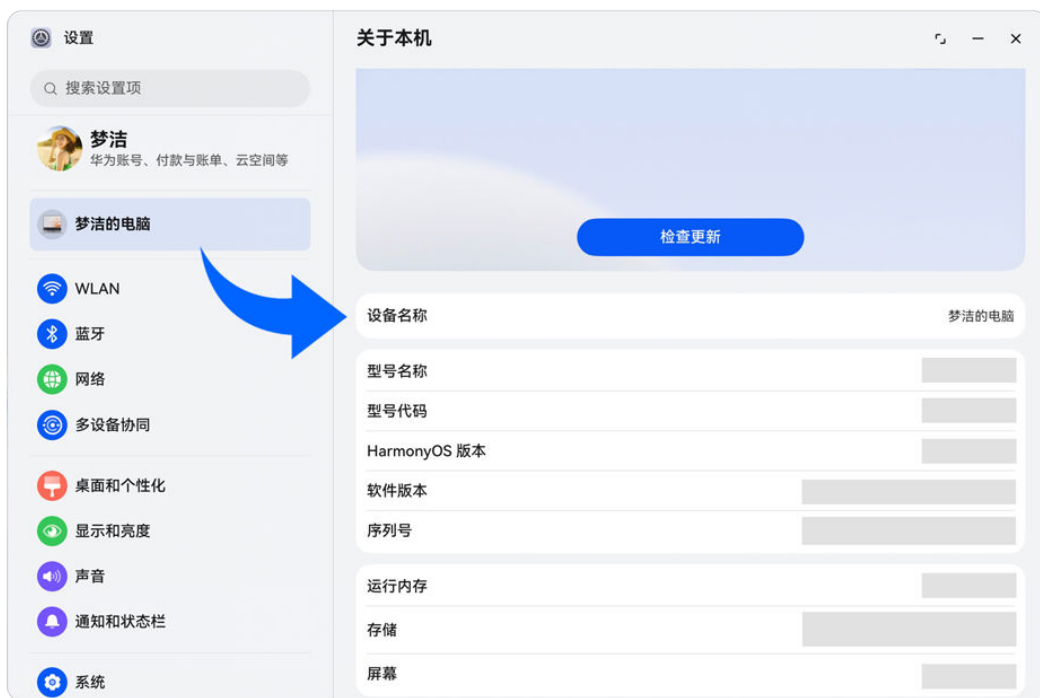 设置
搜索设置项
梦洁
华为账号、付款与账单、云空间等
梦洁的电脑
WLAN
蓝牙
网络
多设备协同
桌面和个性化
显示和亮度
声音
通知和状态栏
系统
关于本机
检查更新
设备名称 梦洁的电脑
型号名称
型号代码
HarmonyOS 版本
软件版本
序列号
运行内存
存储
屏幕